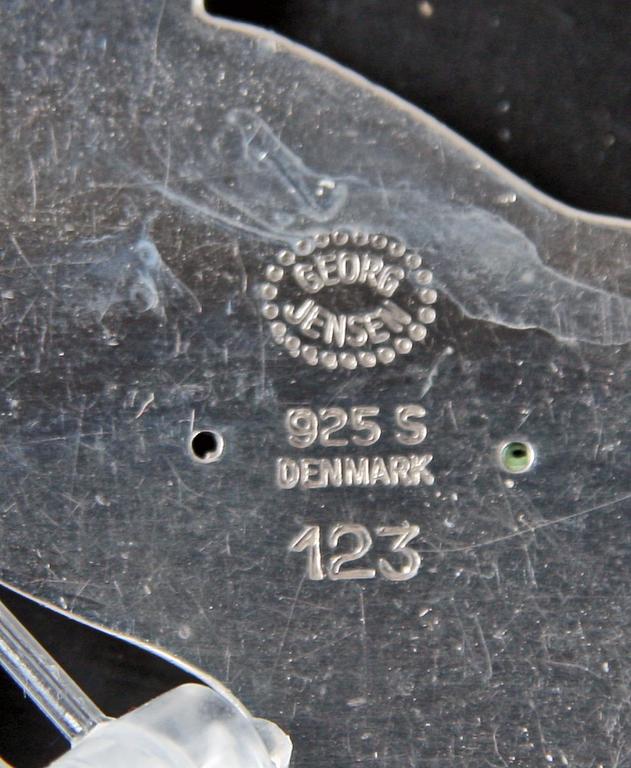 GEORG
JENSEN
925 S
DENMARK
123